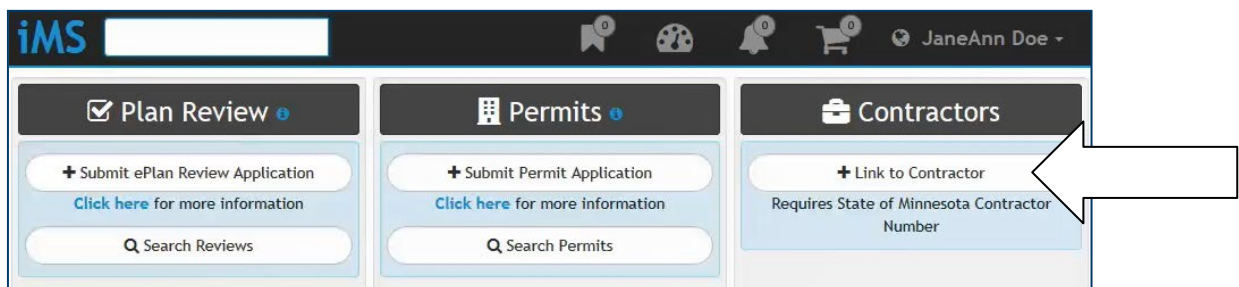 iMS
0
0
0
JaneAnn Doe
Plan Review
Submit ePlan Review Application
Click here for more information
Search Reviews
Permits
Submit Permit Application
Click here for more information
Search Permits
Contractors
Link to Contractor
Requires State of Minnesota Contractor
Number